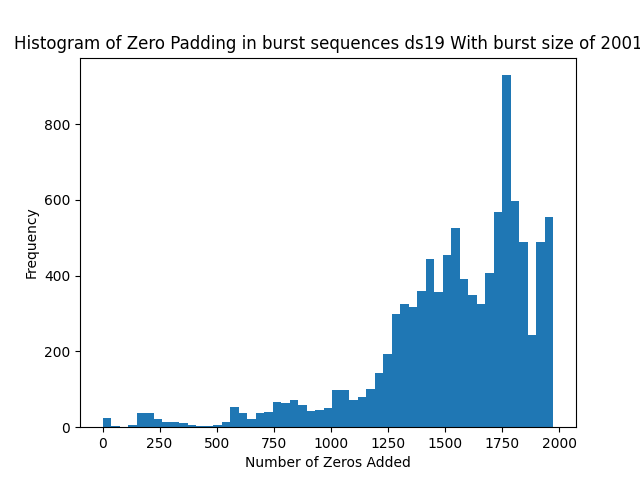 Histogram of Zero Padding in burst sequences ds19 With burst size of 2001
800
600
400
200
0
Frequency
0 250 500 750 1000 1250 1500 1750 2000
Number of Zeros Added